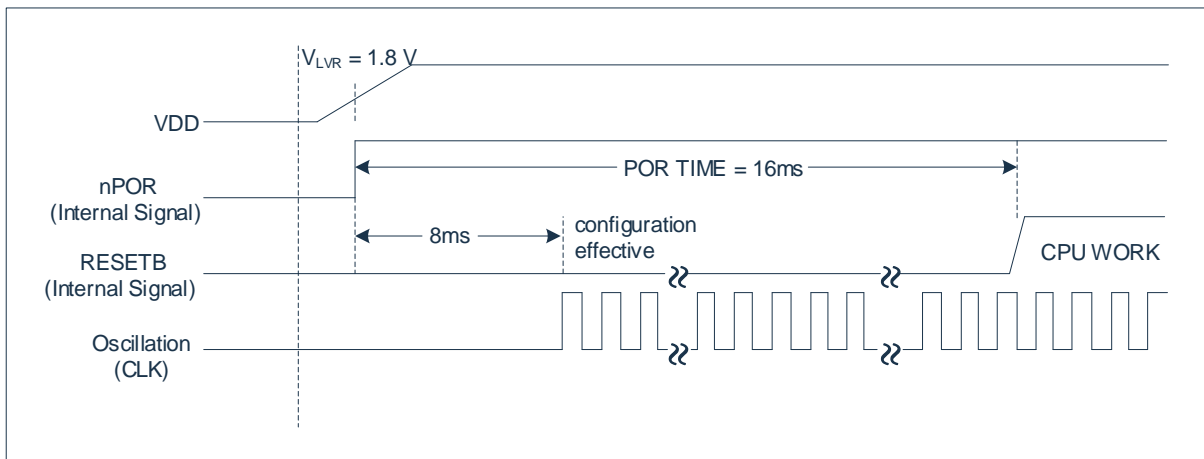 VLVR = 1.8 V
VDD
POR TIME = 16ms
nPOR
(Internal Signal)
8ms
configuration
effective
RESETB
(Internal Signal)
CPU WORK
Oscillation
(CLK)